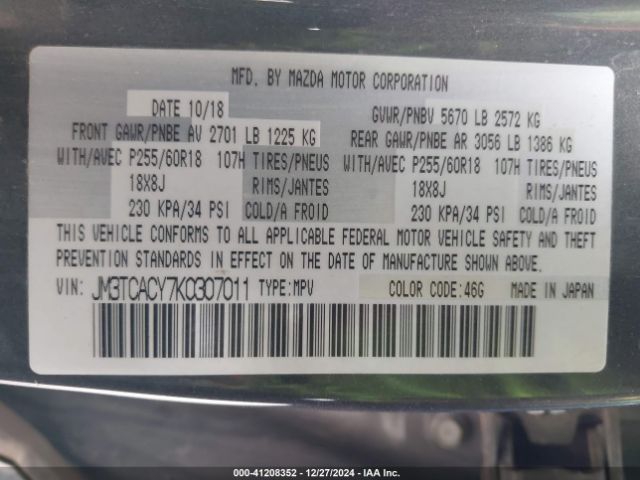 MFD. BY MAZDA MOTOR CORPORATION
DATE 10/18 GVWR/PNBV 5670 LB 2572 KG
FRONT GAWR/PNBE AV 2701 LB 1225 KG REAR GAWR/PNBE AR 3056 LB 1386 KG
WITH/AVEC P255/60R18 107H TIRES/PNEUS WITH/AVEC P255/60R18 107H TIRES/PNEUS
18X8J RIMS/JANTES 18X8J RIMS/JANTES
230 KPA/34 PSI COLD/A FROID 230 KPA/34 PSI COLD/A FROID
THIS VEHICLE CONFORMS TO ALL APPLICABLE FEDERAL MOTOR VEHICLE SAFETY AND THEFT
PREVENTION STANDARDS IN EFFECT ON THE DATE OF MANUFACTURE SHOWN ABOVE.
VIN: JM3TCACY7K0307011 TYPE:MPV COLOR CODE:46G MADE IN JAPAN
000-41208352 | 12/27/2024 - IAA Inc.